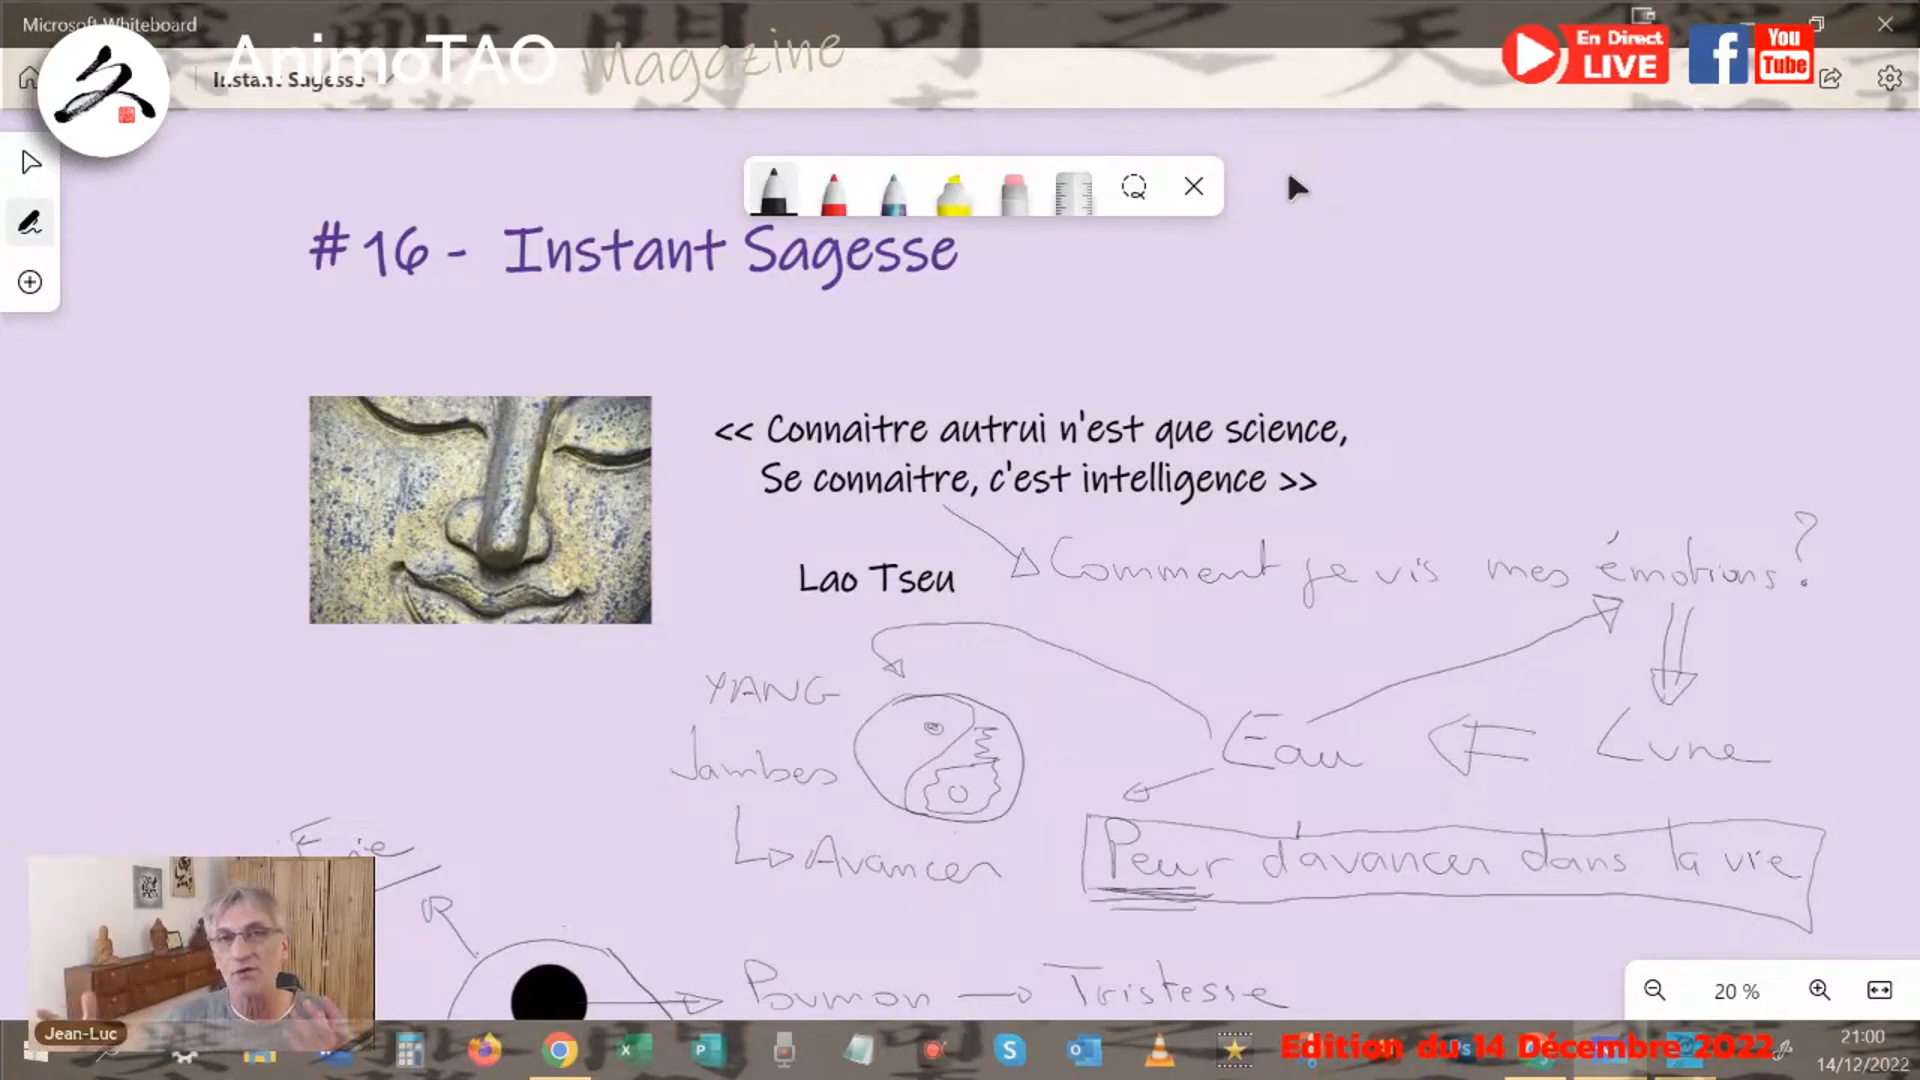 Microsoft Whiteboard
AnimoTAO Magazine
Instant Sagesse
En Direct
LIVE
f
You
Tube
#16 - Instant Sagesse
<< Connaitre autrui n'est que science,
Se connaitre, c'est intelligence >>
Lao Tseu
Comment je vis mes émotions ?
YANG
Jambes
Avancer
Eau
Lune
Peur d'avancer dans la vie
Poumon
Tristesse
Jean-Luc
20 %
Edition du 14 Décembre 2022
21:00
14/12/2022